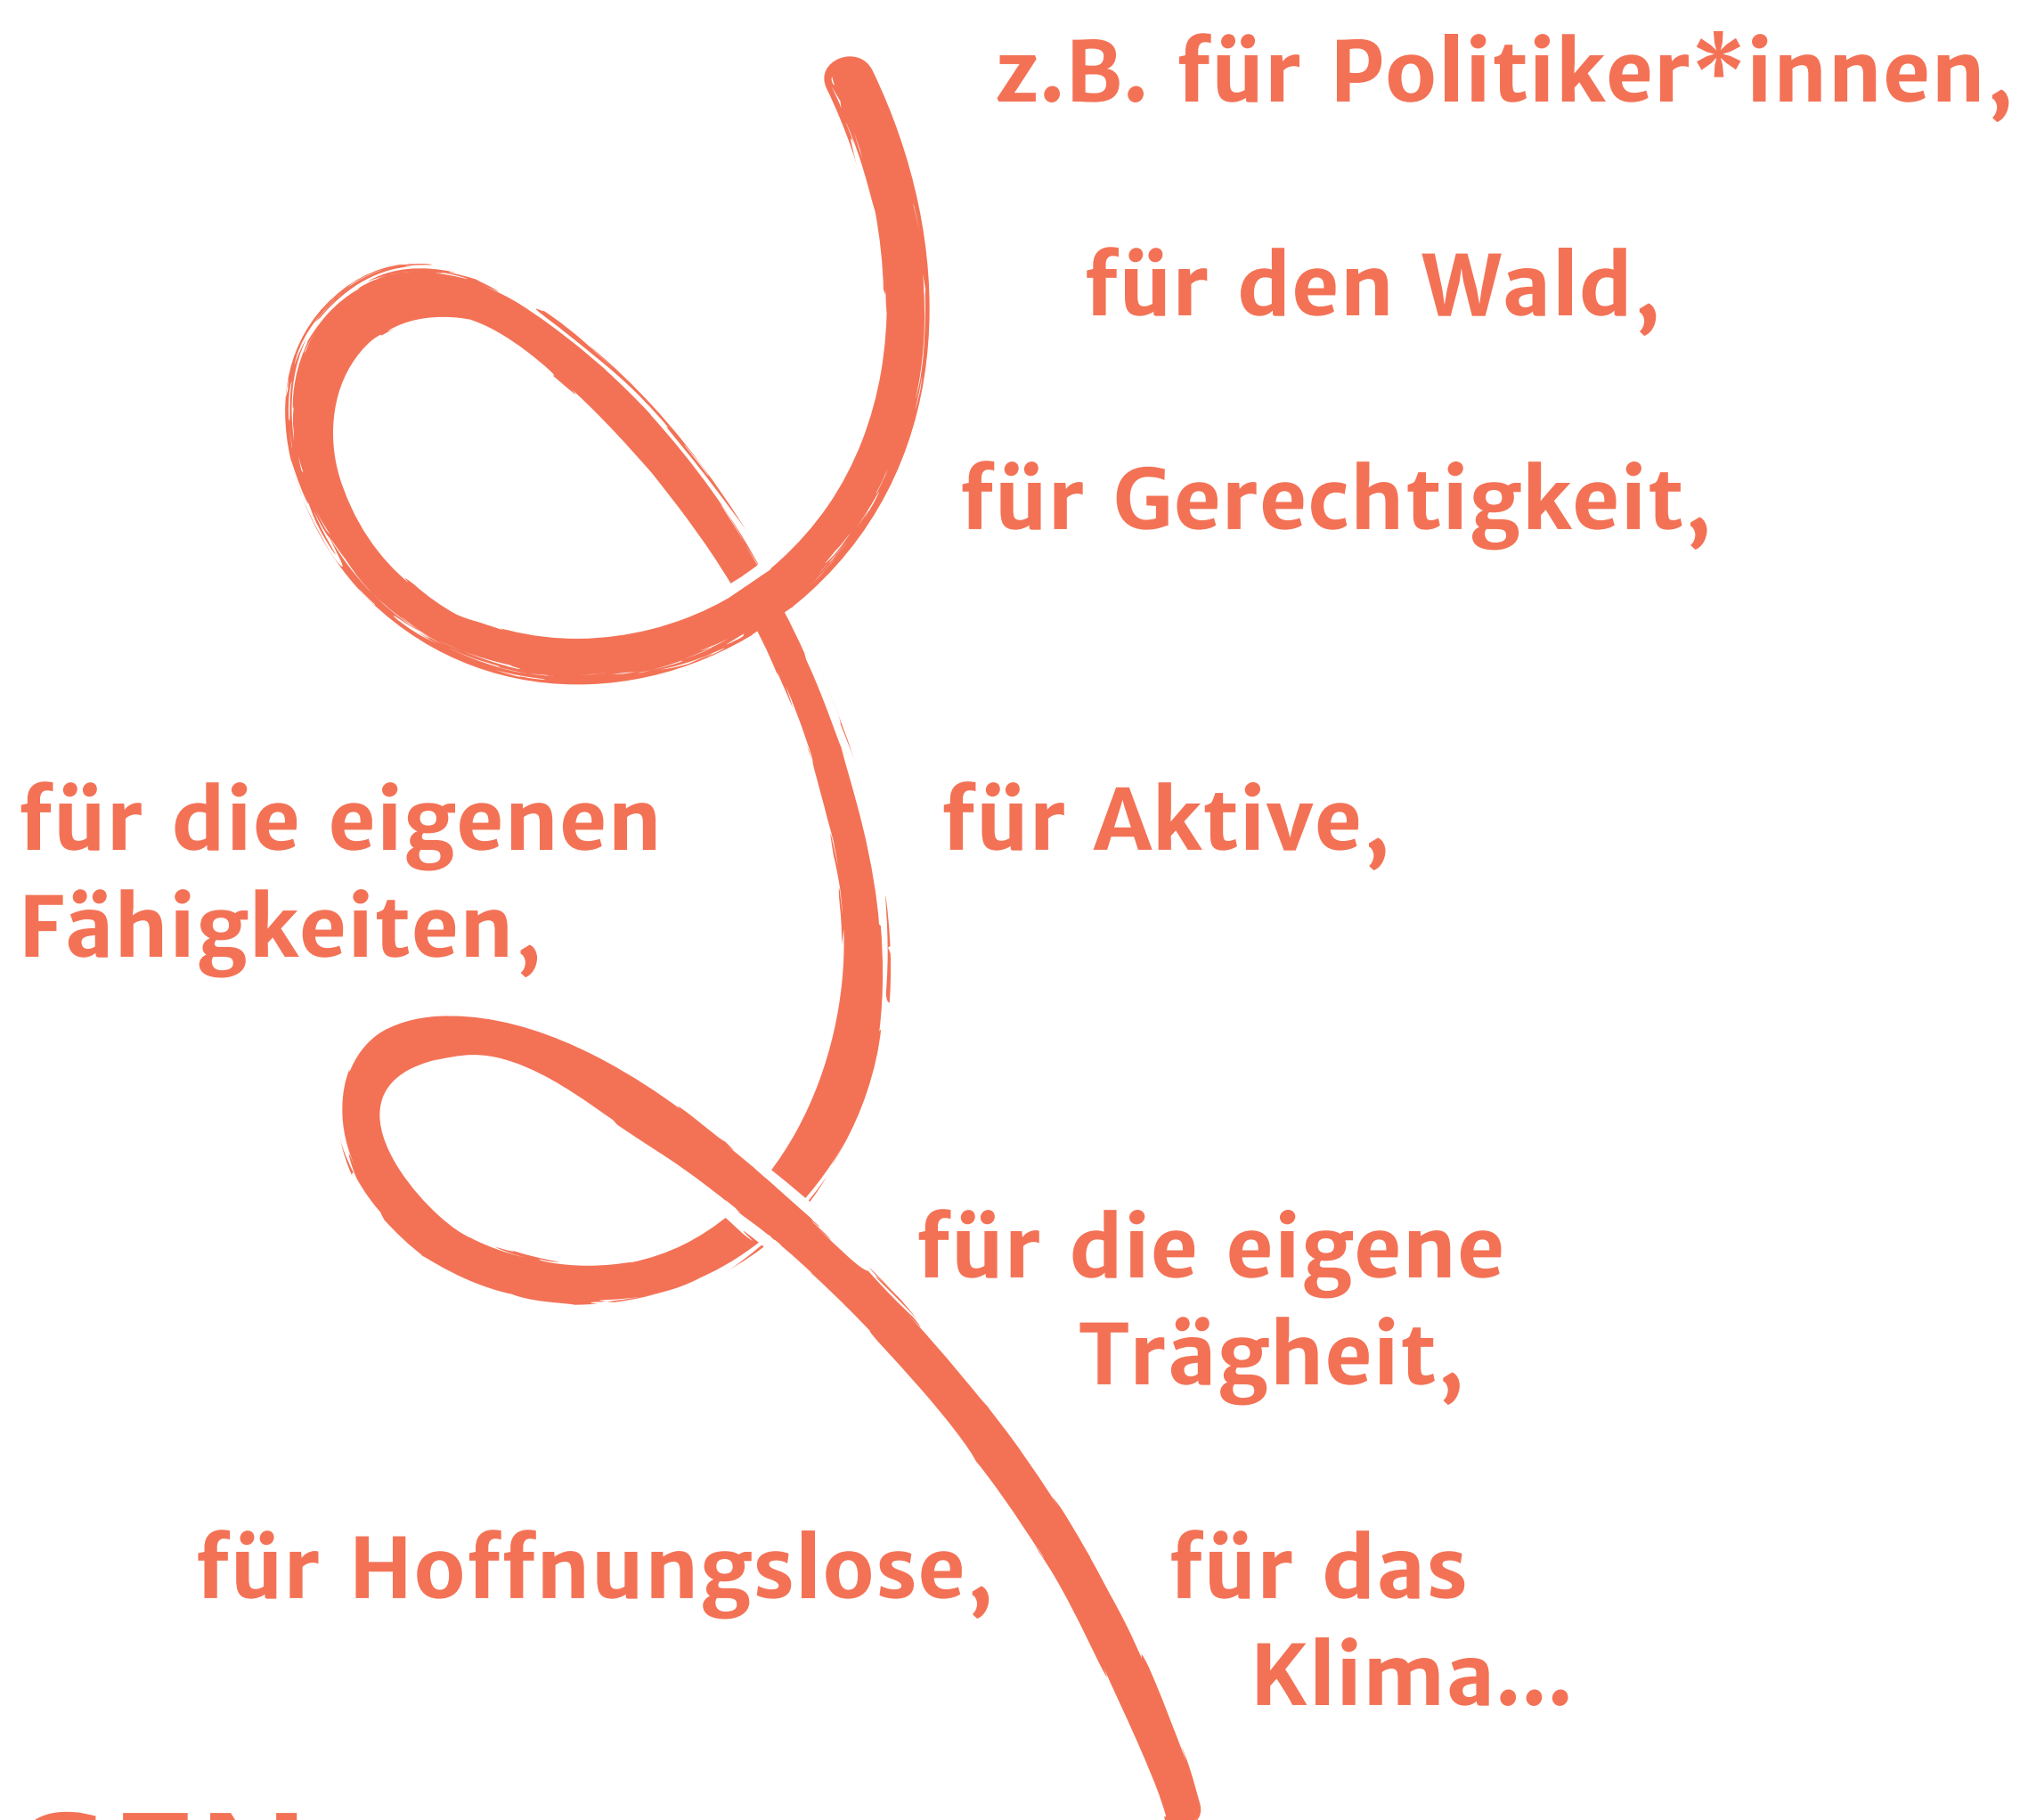 z.B. für Politiker*innen,
für den Wald,
für Gerechtigkeit,
für die eigenen
Fähigkeiten,
für Aktive,
für die eigene
Trägheit,
für Hoffnungslose,
für das
Klima...